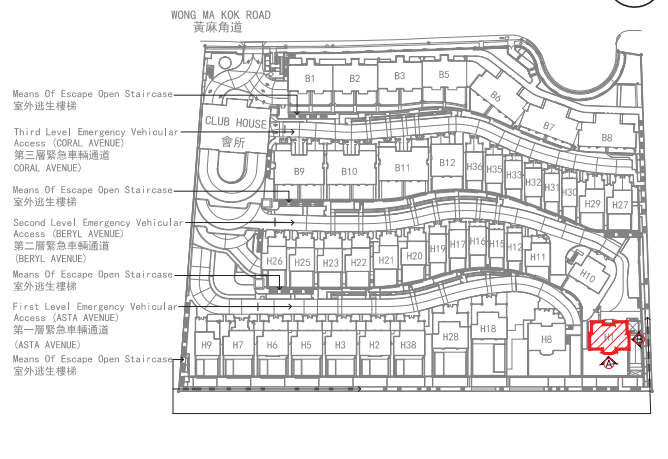 WONG MA KOK ROAD
黃麻角道
B1 B2 B3 B5
B6 B7 B8
Means Of Escape Open Staircase
室外逃生樓梯
CLUB HOUSE
會所
Third Level Emergency Vehicular
Access (CORAL AVENUE)
第三層緊急車輛通道
CORAL AVENUE)
B9 B10 B11 B12 H36 H35 H33 H32 H31 H30 H29 H27
Means Of Escape Open Staircase
室外逃生樓梯
Second Level Emergency Vehicular
Access (BERYL AVENUE)
第二層緊急車輛通道
(BERYL AVENUE)
H26 H25 H23 H22 H21 H20 H19 H17 H16 H15 H12 H11 H10
Means Of Escape Open Staircase
室外逃生樓梯
First Level Emergency Vehicular
Access (ASTA AVENUE)
第一層緊急車輛通道
(ASTA AVENUE)
H9 H7 H6 H5 H3 H2 H38 H28 H18 H8 H1
B
A
Means Of Escape Open Staircase
室外逃生樓梯